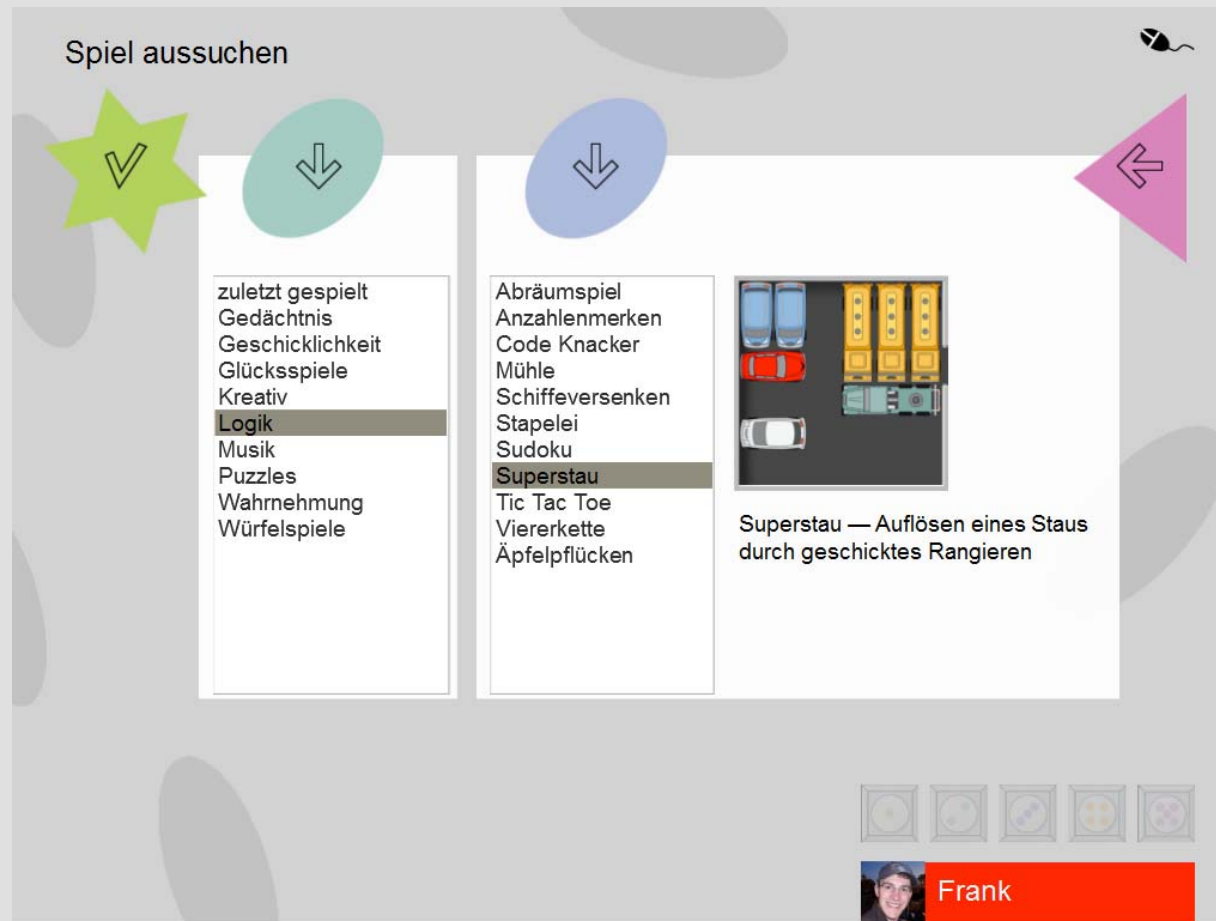 Spiel aussuchen
zuletzt gespielt
Gedächtnis
Geschicklichkeit
Glücksspiele
Kreativ
Logik
Musik
Puzzles
Wahrnehmung
Würfelspiele
Abräumspiel
Anzahlenmerken
Code Knacker
Mühle
Schiffeversenken
Stapelei
Sudoku
Superstau
Tic Tac Toe
Viererkette
Äpfelpflücken
Superstau — Auflösen eines Staus
durch geschicktes Rangieren
Frank